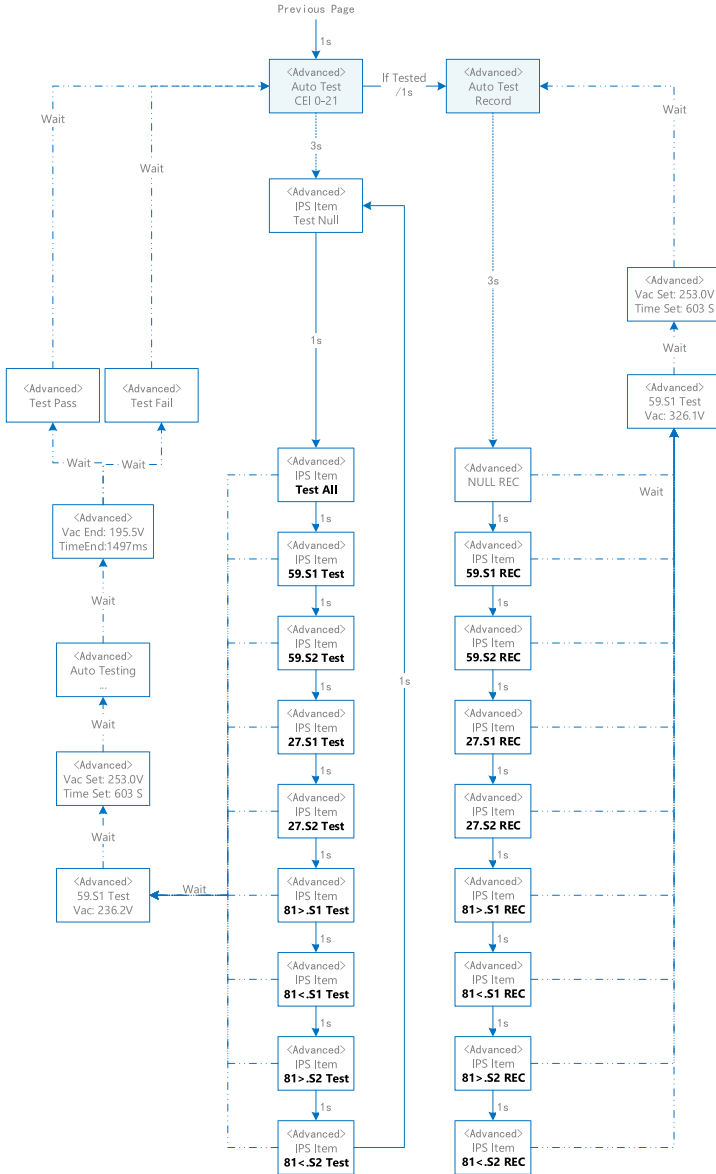 Previous Page
1s
<Advanced>
Auto Test
CEI 0-21
If Tested
/1s
<Advanced>
Auto Test
Record
Wait
Wait
Wait
3s
3s
<Advanced>
IPS Item
Test Null
<Advanced>
Vac Set: 253.0V
Time Set: 603 S
Wait
1s
<Advanced>
Test Pass
<Advanced>
Test Fail
<Advanced>
59.S1 Test
Vac: 326.1V
Wait
Wait
Wait
<Advanced>
IPS Item
Test All
<Advanced>
NULL REC
1s
1s
<Advanced>
Vac End: 195.5V
TimeEnd:1497ms
Wait
<Advanced>
IPS Item
59.S1 Test
<Advanced>
IPS Item
59.S1 REC
1s
1s
<Advanced>
Auto Testing
...
Wait
<Advanced>
IPS Item
59.S2 Test
<Advanced>
IPS Item
59.S2 REC
1s
1s
1s
<Advanced>
Vac Set: 253.0V
Time Set: 603 S
Wait
<Advanced>
IPS Item
27.S1 Test
<Advanced>
IPS Item
27.S1 REC
1s
1s
<Advanced>
IPS Item
27.S2 Test
<Advanced>
IPS Item
27.S2 REC
1s
1s
<Advanced>
59.S1 Test
Vac: 236.2V
Wait
<Advanced>
IPS Item
81>.S1 Test
<Advanced>
IPS Item
81>.S1 REC
1s
1s
<Advanced>
IPS Item
81<.S1 Test
<Advanced>
IPS Item
81<.S1 REC
1s
1s
<Advanced>
IPS Item
81>.S2 Test
<Advanced>
IPS Item
81>.S2 REC
1s
1s
<Advanced>
IPS Item
81<.S2 Test
<Advanced>
IPS Item
81<.S2 REC